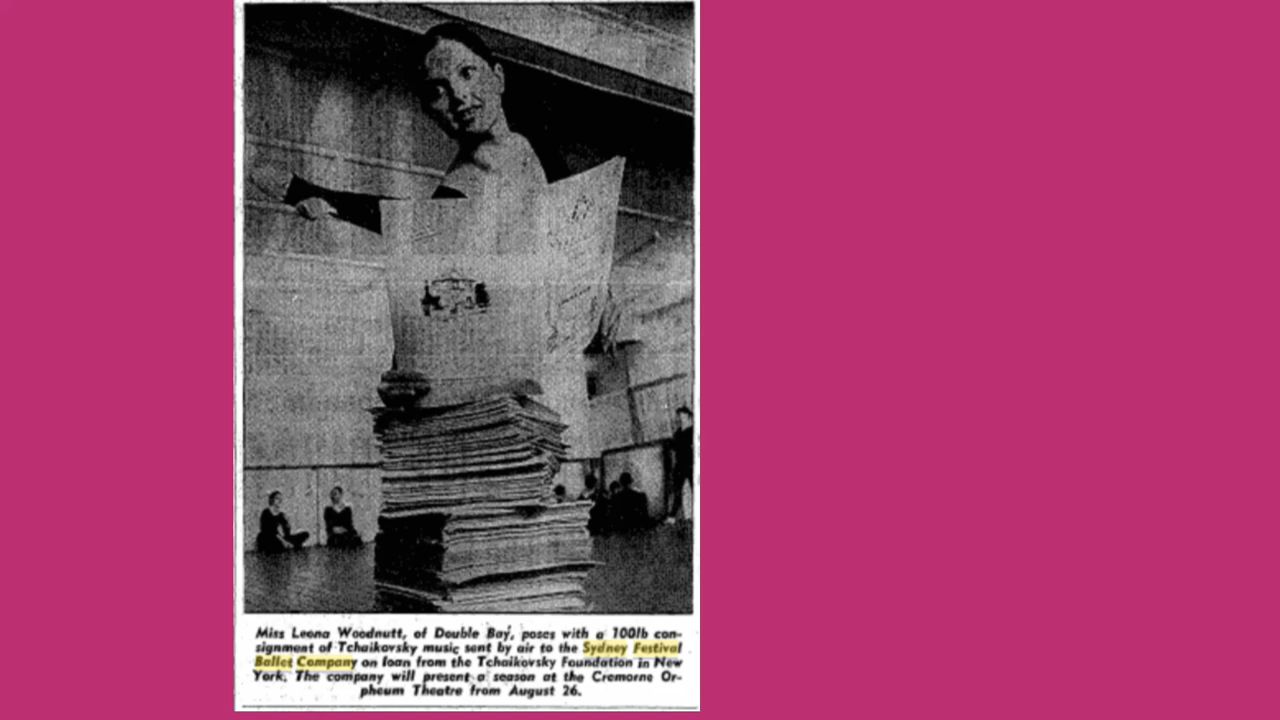 Miss Leona Woodnutt, of Double Bay, poses with a 100lb con-
signment of Tchaikovsky music sent by air to the Sydney Festival
Ballet Company on loan from the Tchaikovsky Foundation in New
York. The company will present a season at the Cremorne Or-
pheum Theatre from August 26.